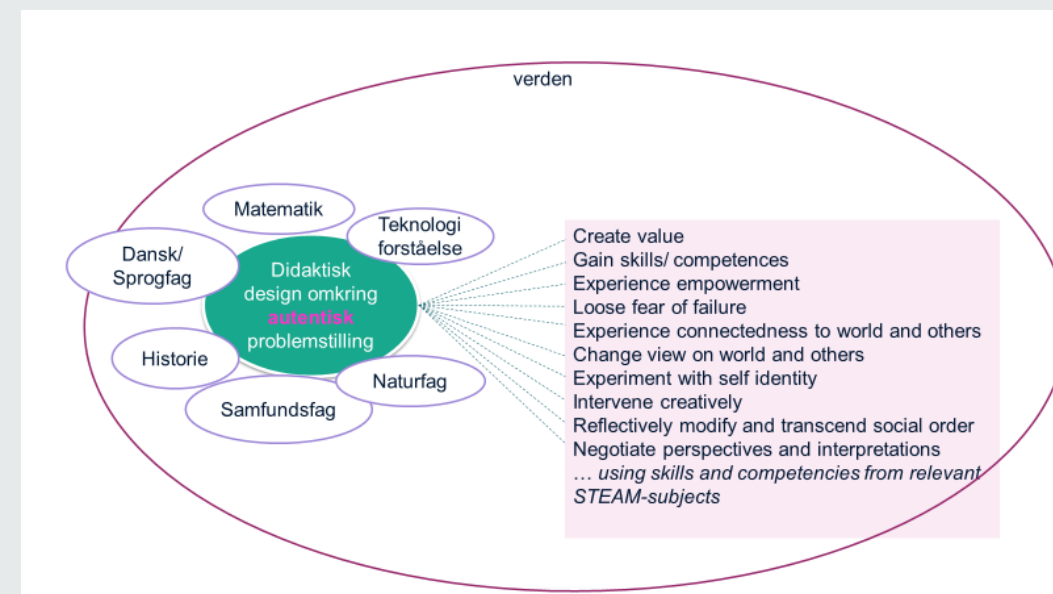 verden
Matematik
Teknologi
forståelse
Dansk/
Sprogfag
Didaktisk
design omkring
autentisk
problemstilling
Historie
Naturfag
Samfundsfag
Create value
Gain skills/ competences
Experience empowerment
Loose fear of failure
Experience connectedness to world and others
Change view on world and others
Experiment with self identity
Intervene creatively
Reflectively modify and transcend social order
Negotiate perspectives and interpretations
... using skills and competencies from relevant
STEAM-subjects